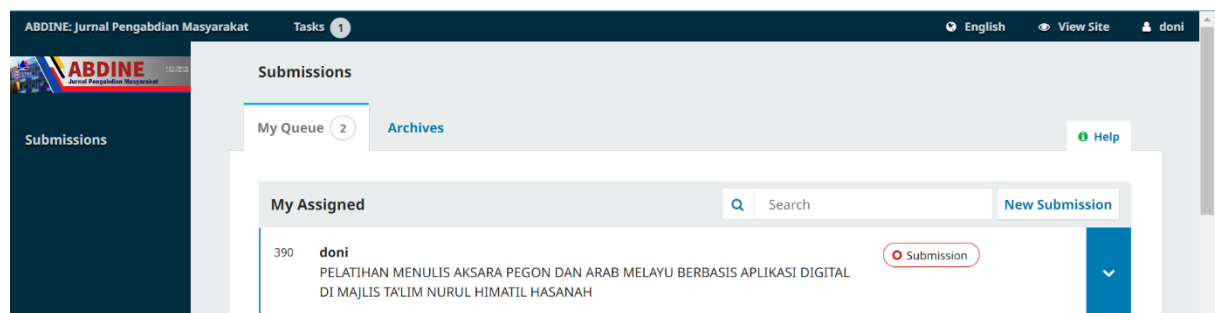 ABDINE: Jurnal Pengabdian Masyarakat Tasks 1 English View Site doni
ABDINE
Jurnal Pengabdian Masyarakat
Submissions
Submissions
My Queue 2 Archives
Help
My Assigned Search New Submission
390 doni Submission
PELATIHAN MENULIS AKSARA PEGON DAN ARAB MELAYU BERBASIS APLIKASI DIGITAL
DI MAJLIS TA'LIM NURUL HIMATIL HASANAH